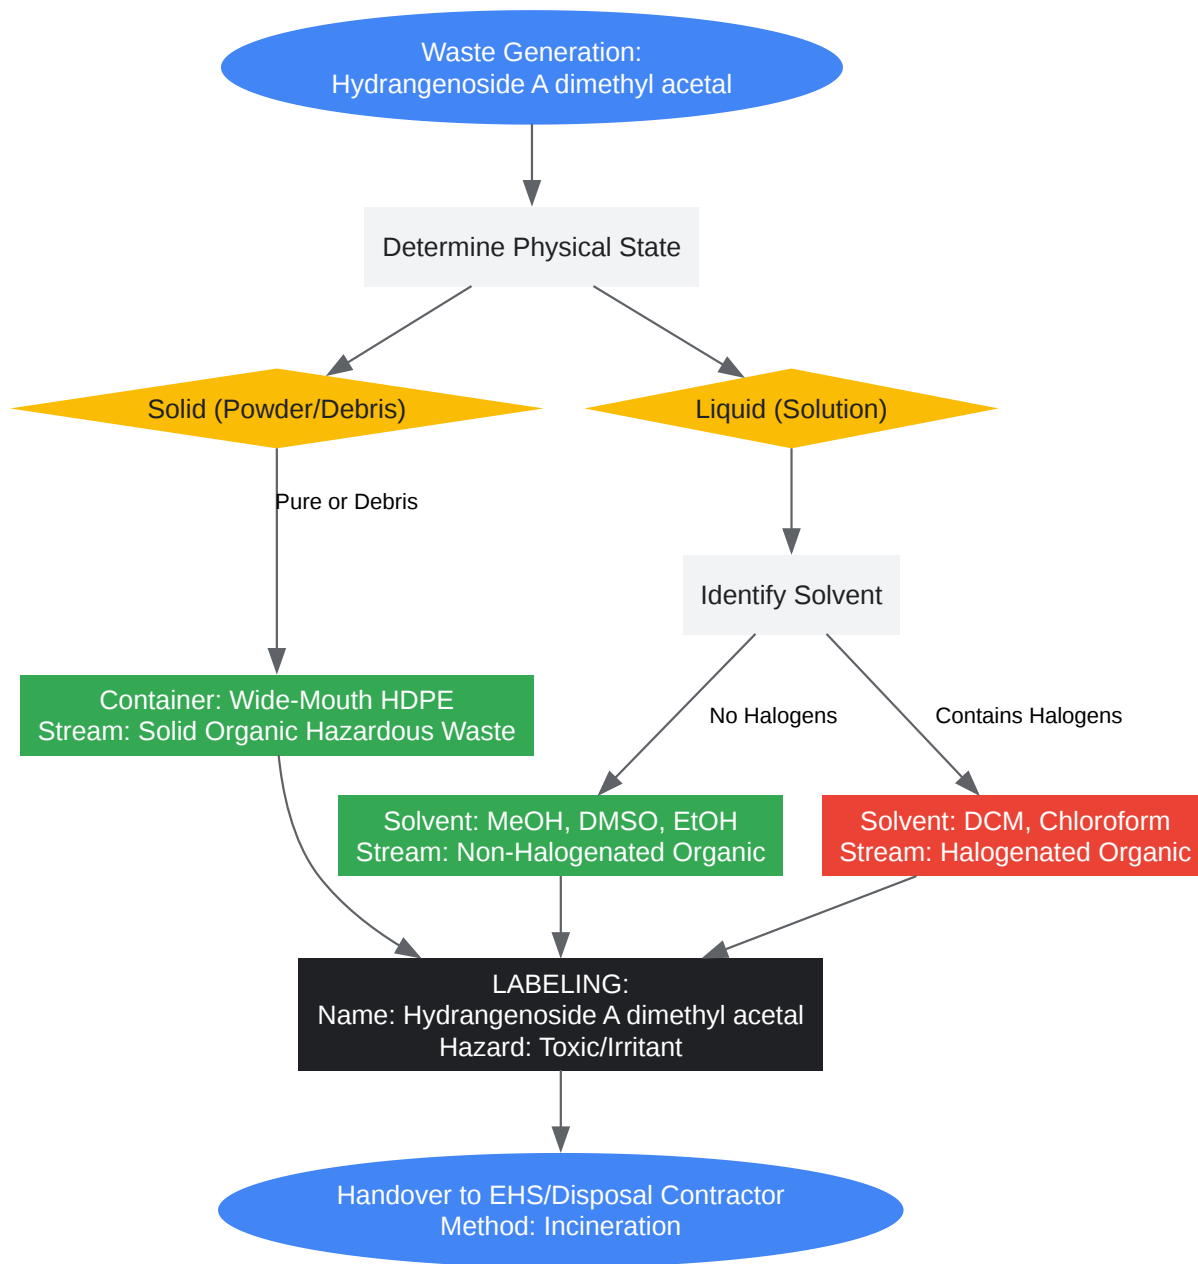 Waste Generation:
Hydrangenoside A dimethyl acetal
Determine Physical State
Solid (Powder/Debris)
Liquid (Solution)
Pure or Debris
Identify Solvent
Container: Wide-Mouth HDPE
Stream: Solid Organic Hazardous Waste
No Halogens
Contains Halogens
Solvent: MeOH, DMSO, EtOH
Stream: Non-Halogenated Organic
Solvent: DCM, Chloroform
Stream: Halogenated Organic
LABELING:
Name: Hydrangenoside A dimethyl acetal
Hazard: Toxic/Irritant
Handover to EHS/Disposal Contractor
Method: Incineration